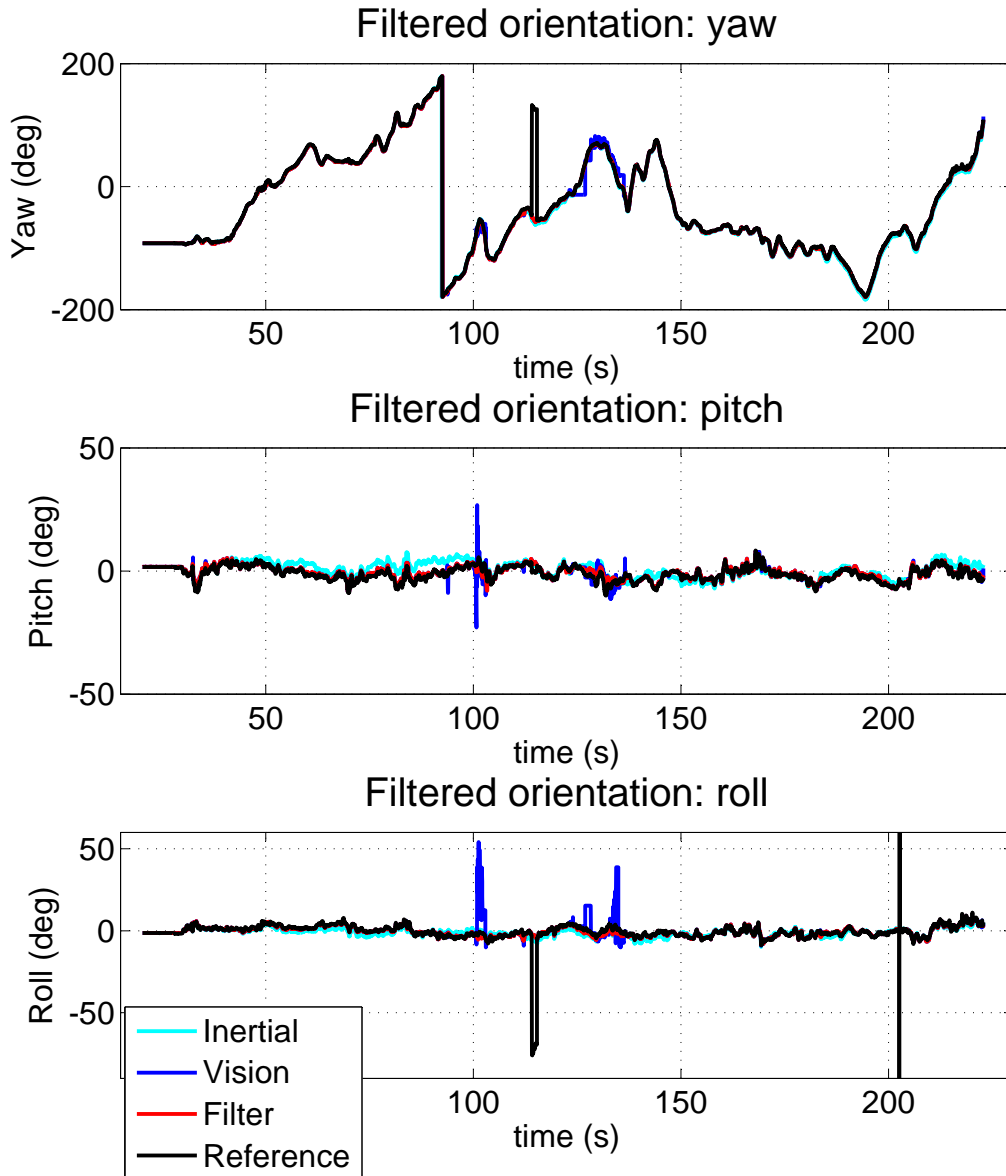 Filtered orientation: yaw
200
0
-200
Yaw (deg)
50 100 150 200
time (s)
Filtered orientation: pitch
50
0
-50
Pitch (deg)
50 100 150 200
time (s)
Filtered orientation: roll
50
0
-50
Roll (deg)
100 150 200
time (s)
Inertial
Vision
Filter
Reference